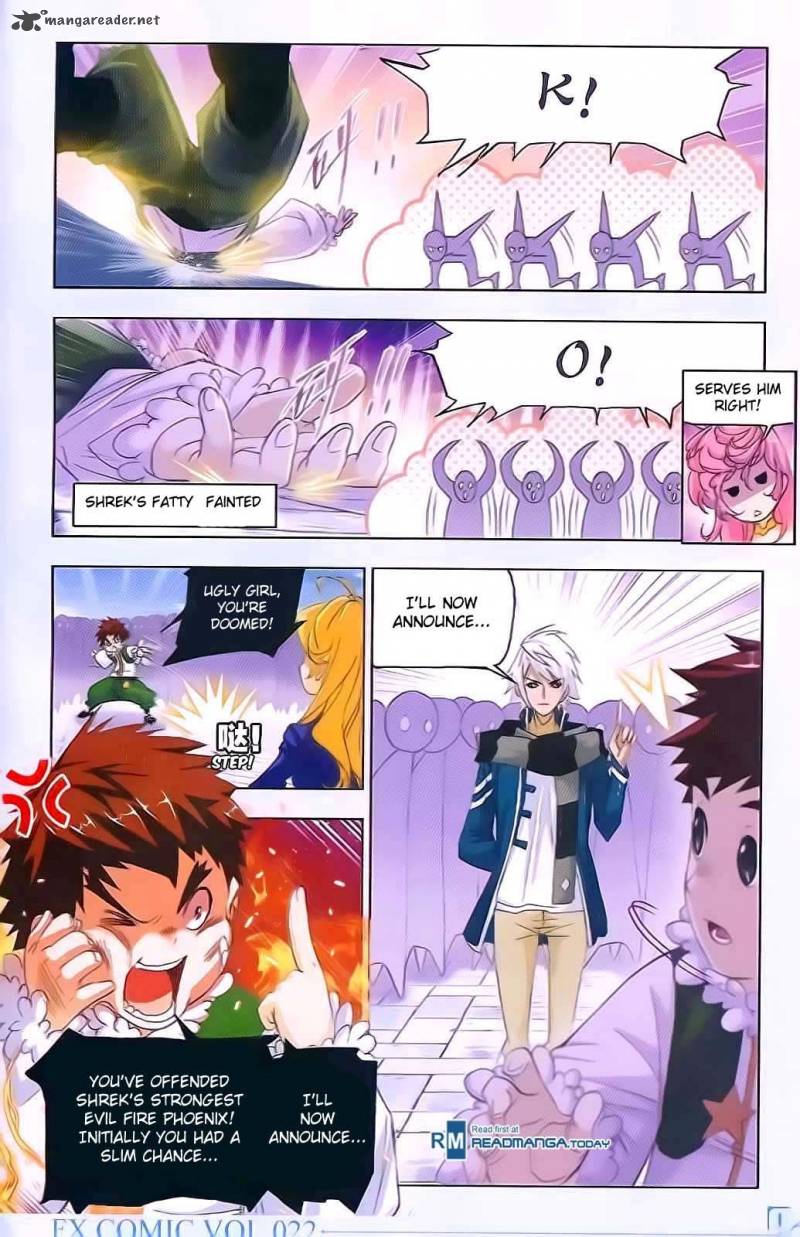 mangareader.net
K!
O!
SERVES HIM
RIGHT!
SHREK'S FATTY FAINTED
UGLY GIRL,
YOU'RE
DOOMED!
哒!
STEP!
I'LL NOW
ANNOUNCE...
YOU'VE OFFENDED
SHREK'S STRONGEST
EVIL FIRE PHOENIX!
INITIALLY YOU HAD A
SLIM CHANCE...
I'LL
NOW
ANNOUNCE...
RM
Read first at
READMANGA.TODAY
EX COMIC VOL 022